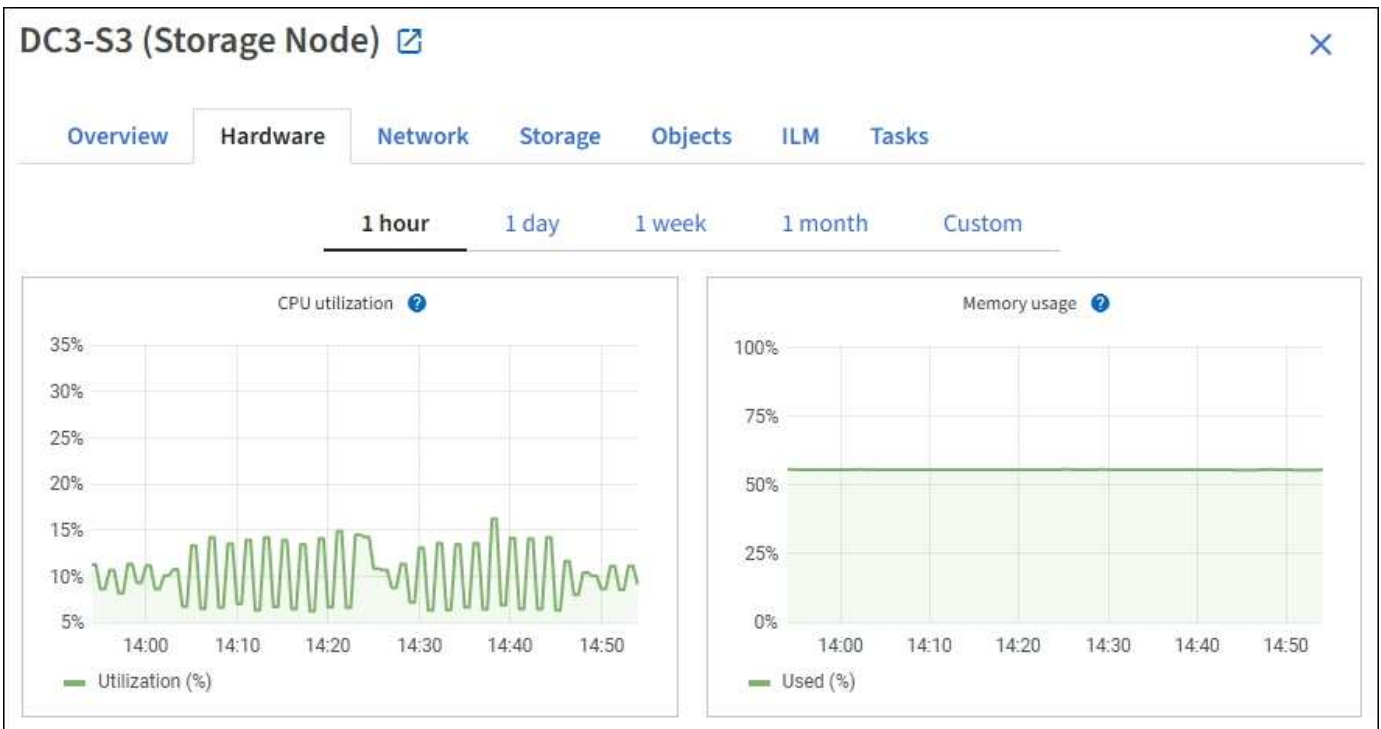 DC3-S3 (Storage Node)
Overview Hardware Network Storage Objects ILM Tasks
1 hour 1 day 1 week 1 month Custom
CPU utilization ?
35%
30%
25%
20%
15%
10%
5%
14:00 14:10 14:20 14:30 14:40 14:50
Utilization (%)
Memory usage ?
100%
75%
50%
25%
0%
14:00 14:10 14:20 14:30 14:40 14:50
Used (%)